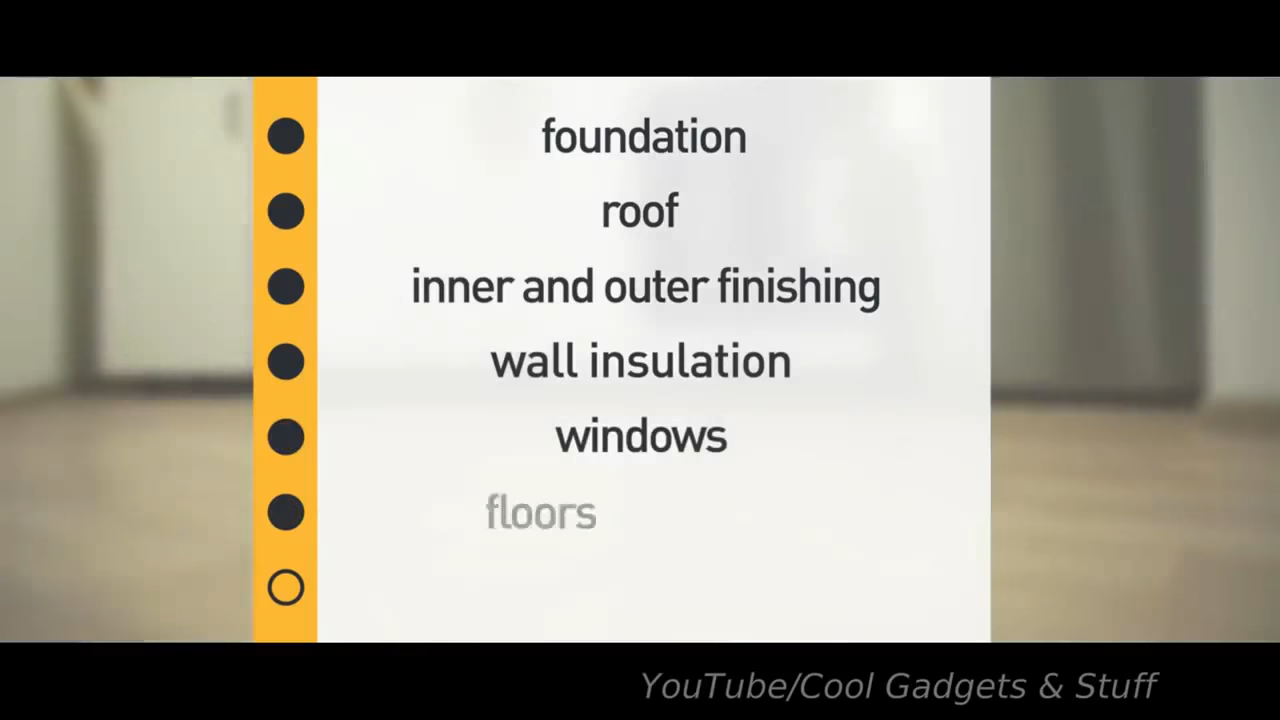 foundation
roof
inner and outer finishing
wall insulation
windows
floors
YouTube/Cool Gadgets & Stuff